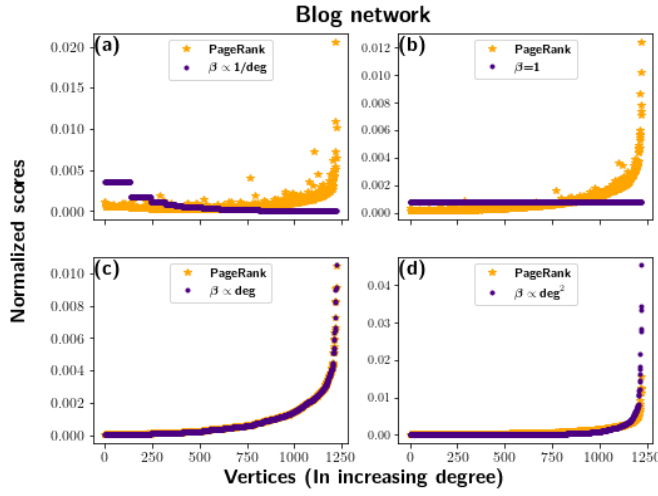 Blog network
(a)
PageRank
β ∝ 1/deg
0.020
0.015
0.010
0.005
0.000
(b)
PageRank
β=1
0.012
0.010
0.008
0.006
0.004
0.002
0.000
Normalized scores
(c)
PageRank
β ∝ deg
0.010
0.008
0.006
0.004
0.002
0.000
0 250 500 750 1000 1250
(d)
PageRank
β ∝ deg²
0.04
0.03
0.02
0.01
0.00
0 250 500 750 1000 1250
Vertices (In increasing degree)